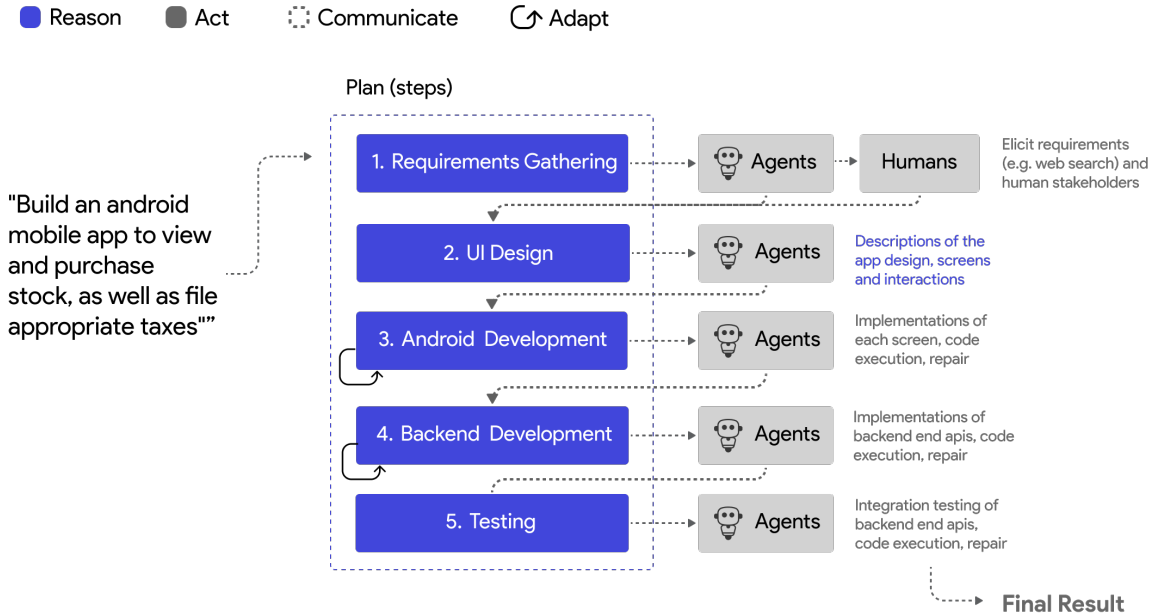 Reason
Act
Communicate
Adapt
Plan (steps)
"Build an android
mobile app to view
and purchase
stock, as well as file
appropriate taxes"”
1. Requirements Gathering
Agents
Humans
Elicit requirements
(e.g. web search) and
human stakeholders
2. UI Design
Agents
Descriptions of the
app design, screens
and interactions
3. Android Development
Agents
Implementations of
each screen, code
execution, repair
4. Backend Development
Agents
Implementations of
backend end apis, code
execution, repair
5. Testing
Agents
Integration testing of
backend end apis,
code execution, repair
Final Result